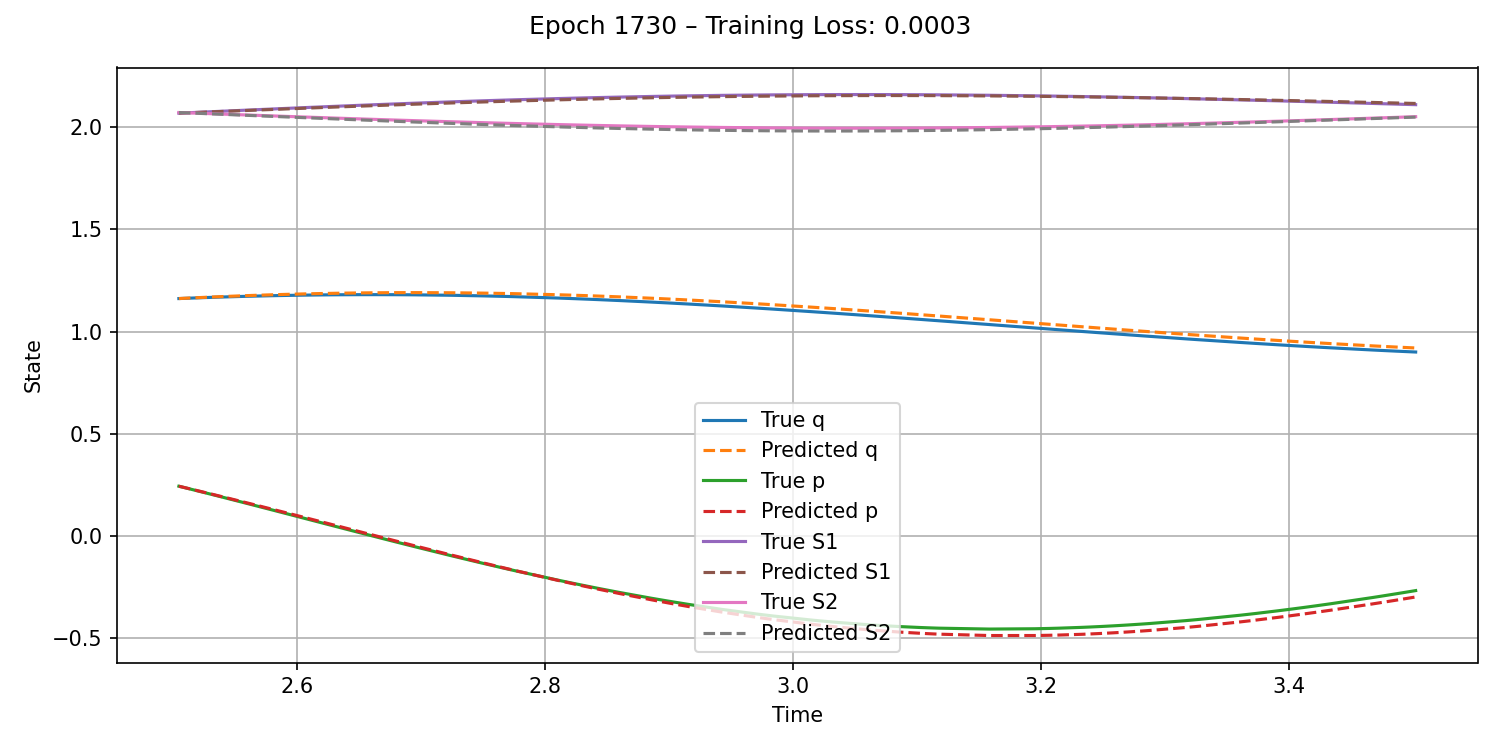 Epoch 1730 – Training Loss: 0.0003
State
2.0
1.5
1.0
0.5
0.0
−0.5
True q
Predicted q
True p
Predicted p
True S1
Predicted S1
True S2
Predicted S2
2.6 2.8 3.0 3.2 3.4
Time